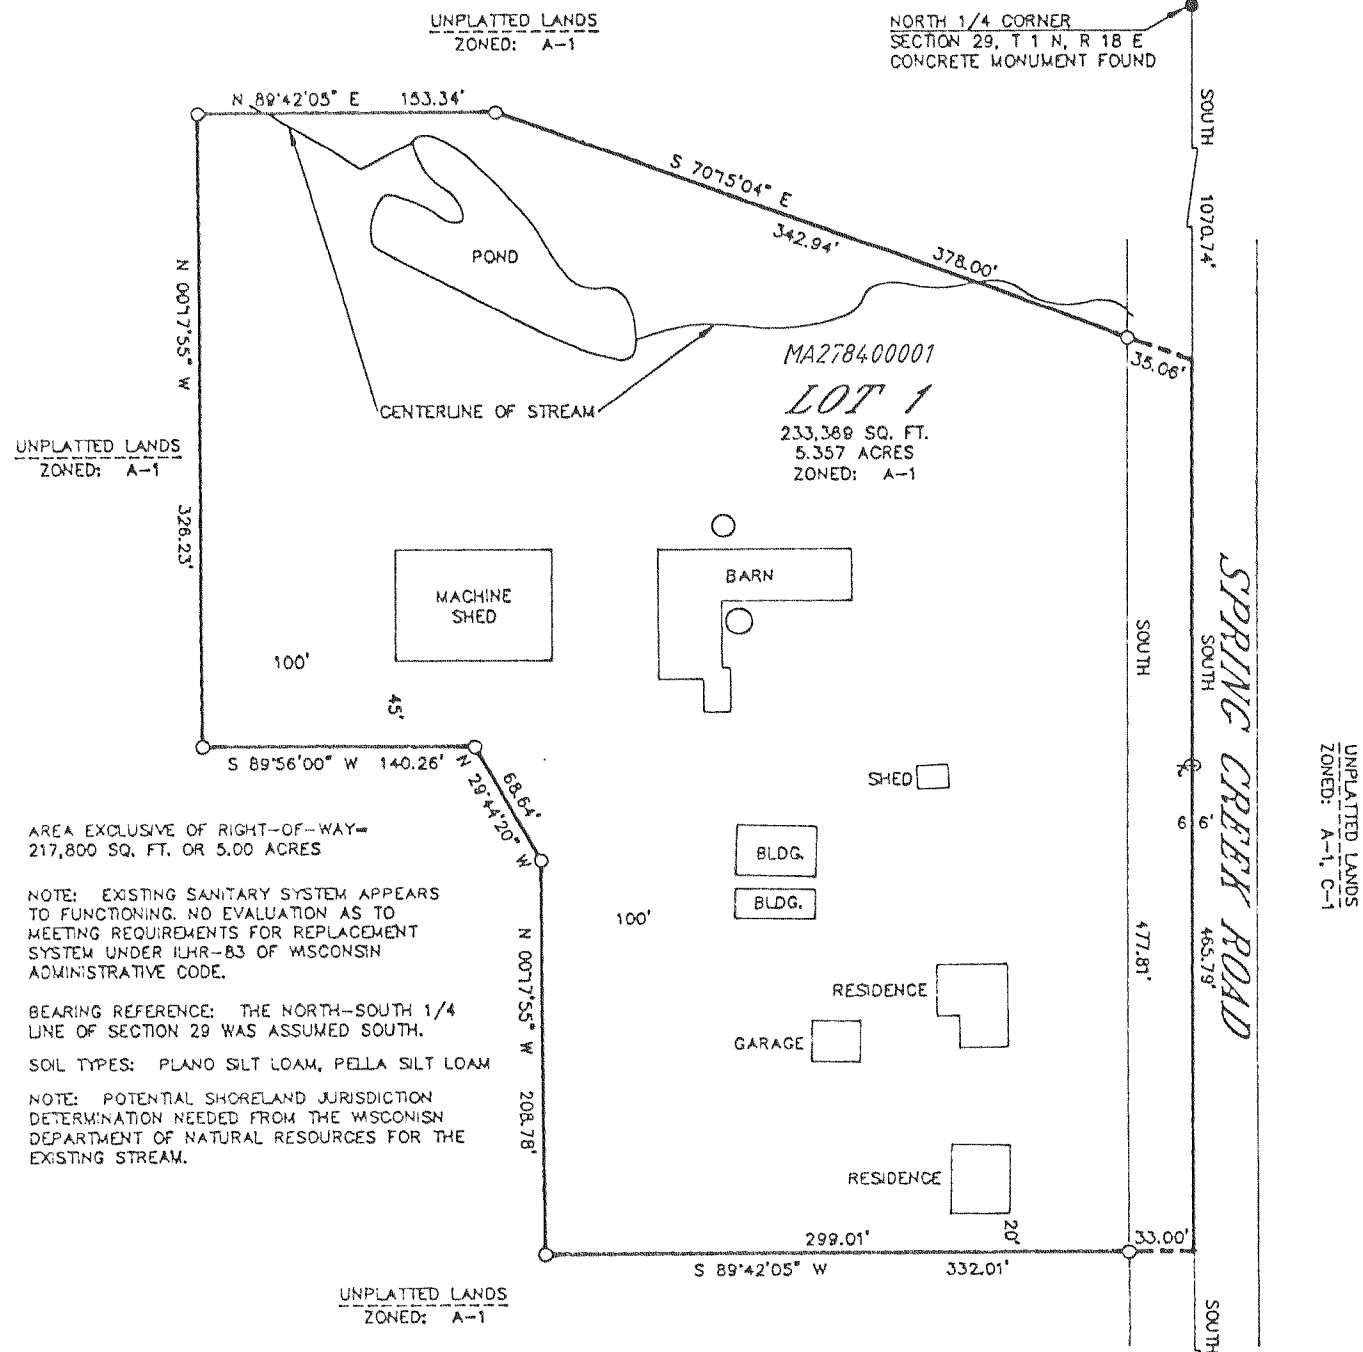 UNPLATTED LANDS
ZONED: A-1
NORTH 1/4 CORNER
SECTION 29, T 1 N, R 18 E
CONCRETE MONUMENT FOUND
N 89°42'05" E 153.34'
SOUTH 1070.74'
S 70°15'04" E
342.94'
378.00'
POND
N 00°17'55" W 326.23'
MA278400001
35.06'
LOT 1
233,369 SQ. FT.
5.357 ACRES
ZONED: A-1
CENTERLINE OF STREAM
UNPLATTED LANDS
ZONED: A-1
BARN
MACHINE
SHED
100'
45'
SOUTH 477.81'
SOUTH 465.79'
SPRING CREEK ROAD
UNPLATTED LANDS
ZONED: A-1, C-1
S 89°56'00" W 140.26'
68.64'
N 29°44'20" W
SHED
66'
AREA EXCLUSIVE OF RIGHT-OF-WAY=
217,800 SQ. FT. OR 5.00 ACRES
BLDG.
BLDG.
NOTE: EXISTING SANITARY SYSTEM APPEARS
TO FUNCTIONING. NO EVALUATION AS TO
MEETING REQUIREMENTS FOR REPLACEMENT
SYSTEM UNDER ILHR-83 OF WISCONSIN
ADMINISTRATIVE CODE.
100'
N 00°17'55" W 208.78'
RESIDENCE
GARAGE
BEARING REFERENCE: THE NORTH-SOUTH 1/4
LINE OF SECTION 29 WAS ASSUMED SOUTH.
SOIL TYPES: PLANO SILT LOAM, PELLA SILT LOAM
NOTE: POTENTIAL SHORELAND JURISDICTION
DETERMINATION NEEDED FROM THE WISCONISN
DEPARTMENT OF NATURAL RESOURCES FOR THE
EXISTING STREAM.
RESIDENCE
20'
299.01'
33.00'
S 89°42'05" W 332.01'
UNPLATTED LANDS
ZONED: A-1
SOUTH